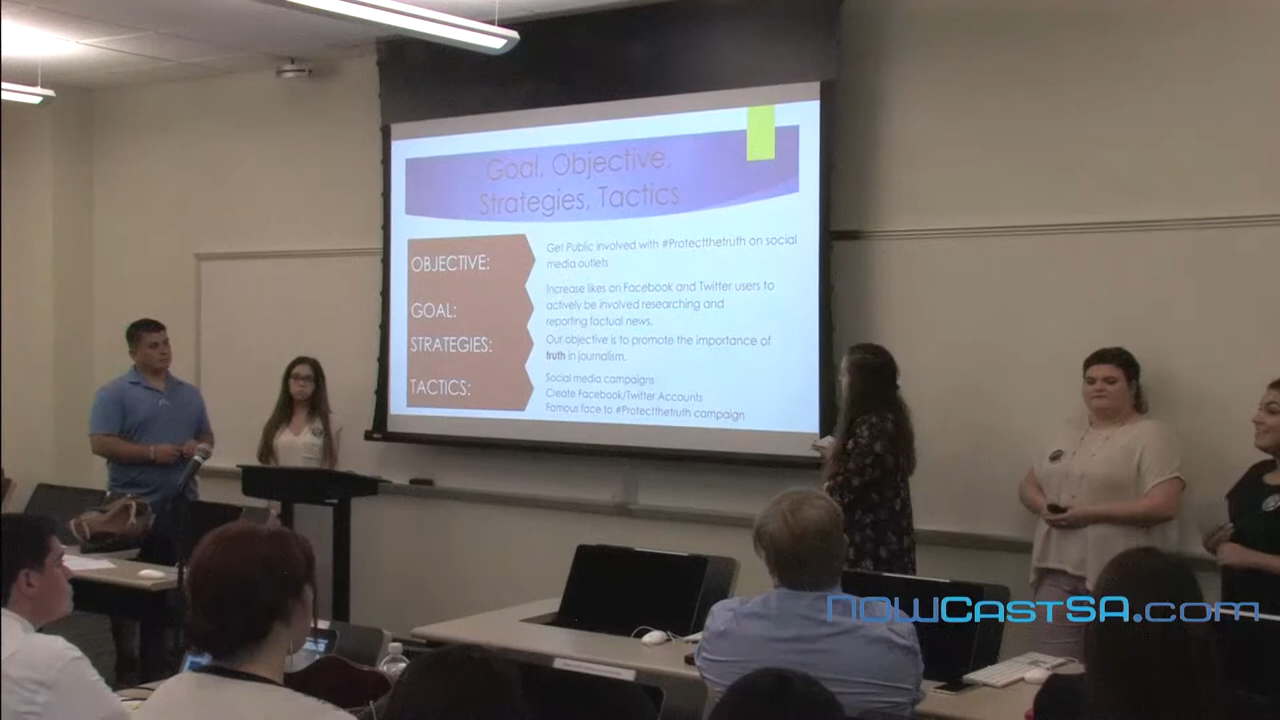 Goal, Objective,
Strategies, Tactics
OBJECTIVE:
Get Public involved with #Protectthetruth on social
media outlets
GOAL:
Increase likes on Facebook and Twitter users to
actively be involved researching and
reporting factual news.
STRATEGIES:
Our objective is to promote the importance of
truth in journalism.
TACTICS:
Social media campaigns
Create Facebook/Twitter Accounts
Famous face to #Protectthetruth campaign
nowcastsa.com